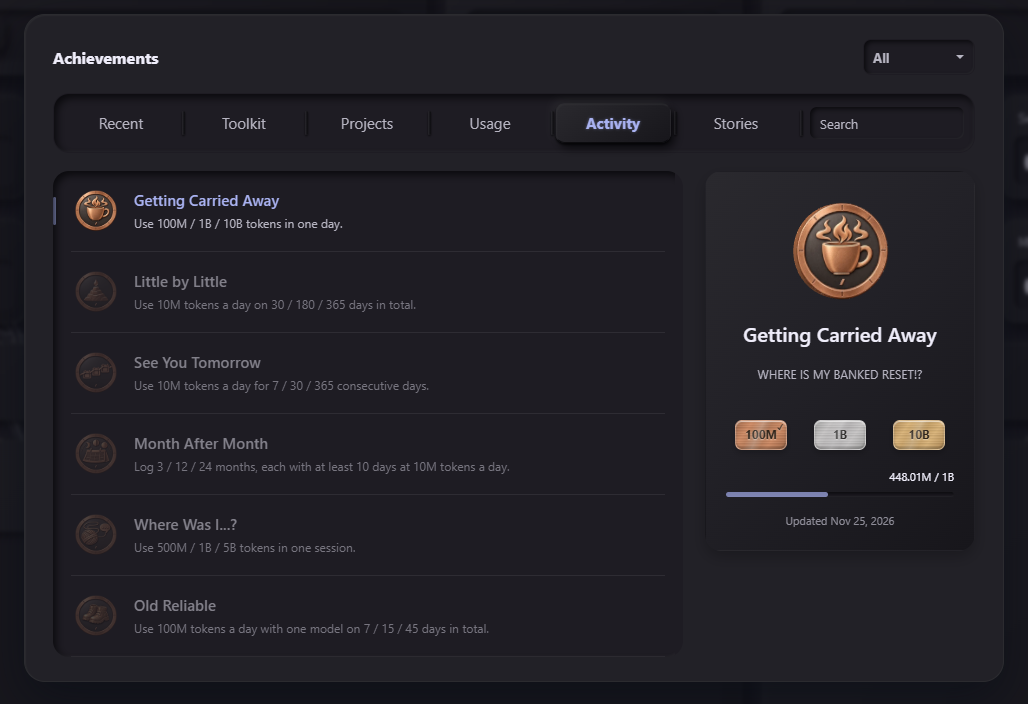 Achievements
All
Recent
Toolkit
Projects
Usage
Activity
Stories
Search
Getting Carried Away
Use 100M / 1B / 10B tokens in one day.
Little by Little
Use 10M tokens a day on 30 / 180 / 365 days in total.
See You Tomorrow
Use 10M tokens a day for 7 / 30 / 365 consecutive days.
Month After Month
Log 3 / 12 / 24 months, each with at least 10 days at 10M tokens a day.
Where Was I...?
Use 500M / 1B / 5B tokens in one session.
Old Reliable
Use 100M tokens a day with one model on 7 / 15 / 45 days in total.
Getting Carried Away
WHERE IS MY BANKED RESET!?
100M✓
1B
10B
448.01M / 1B
Updated Nov 25, 2026